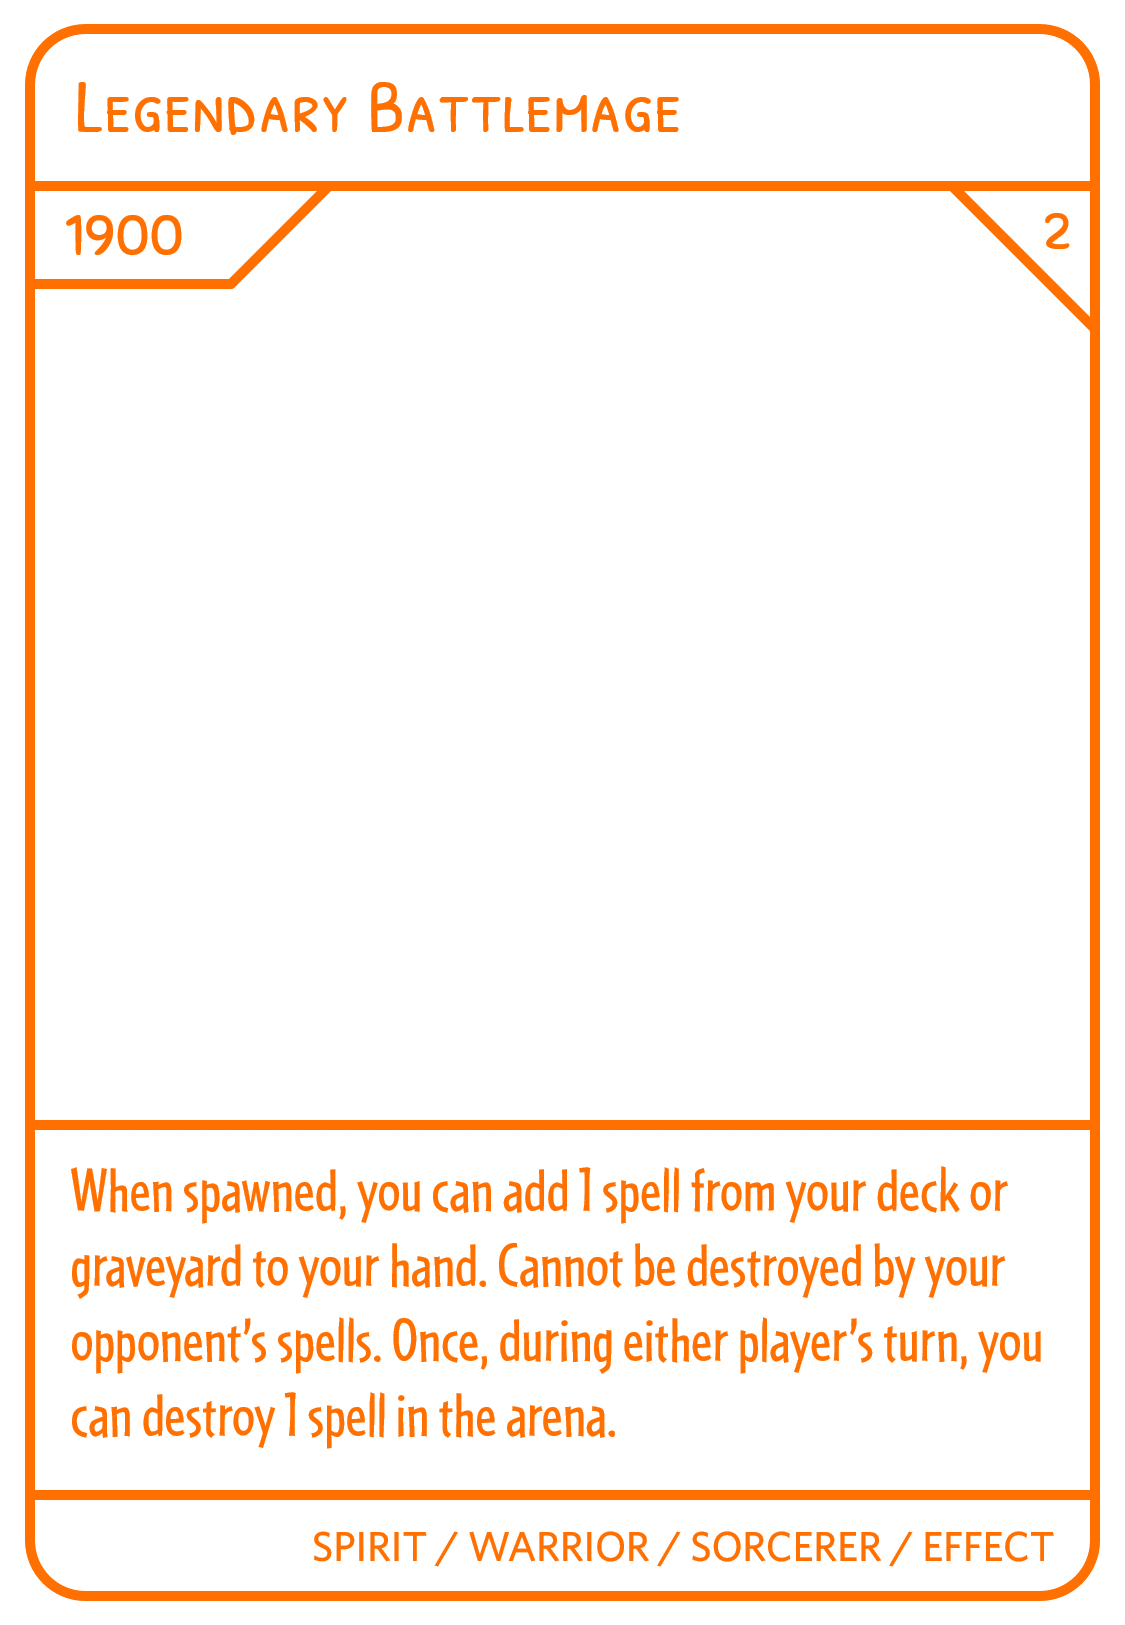 Legendary Battlemage
1900
2
When spawned, you can add 1 spell from your deck or
graveyard to your hand. Cannot be destroyed by your
opponent’s spells. Once, during either player’s turn, you
can destroy 1 spell in the arena.
SPIRIT / WARRIOR / SORCERER / EFFECT